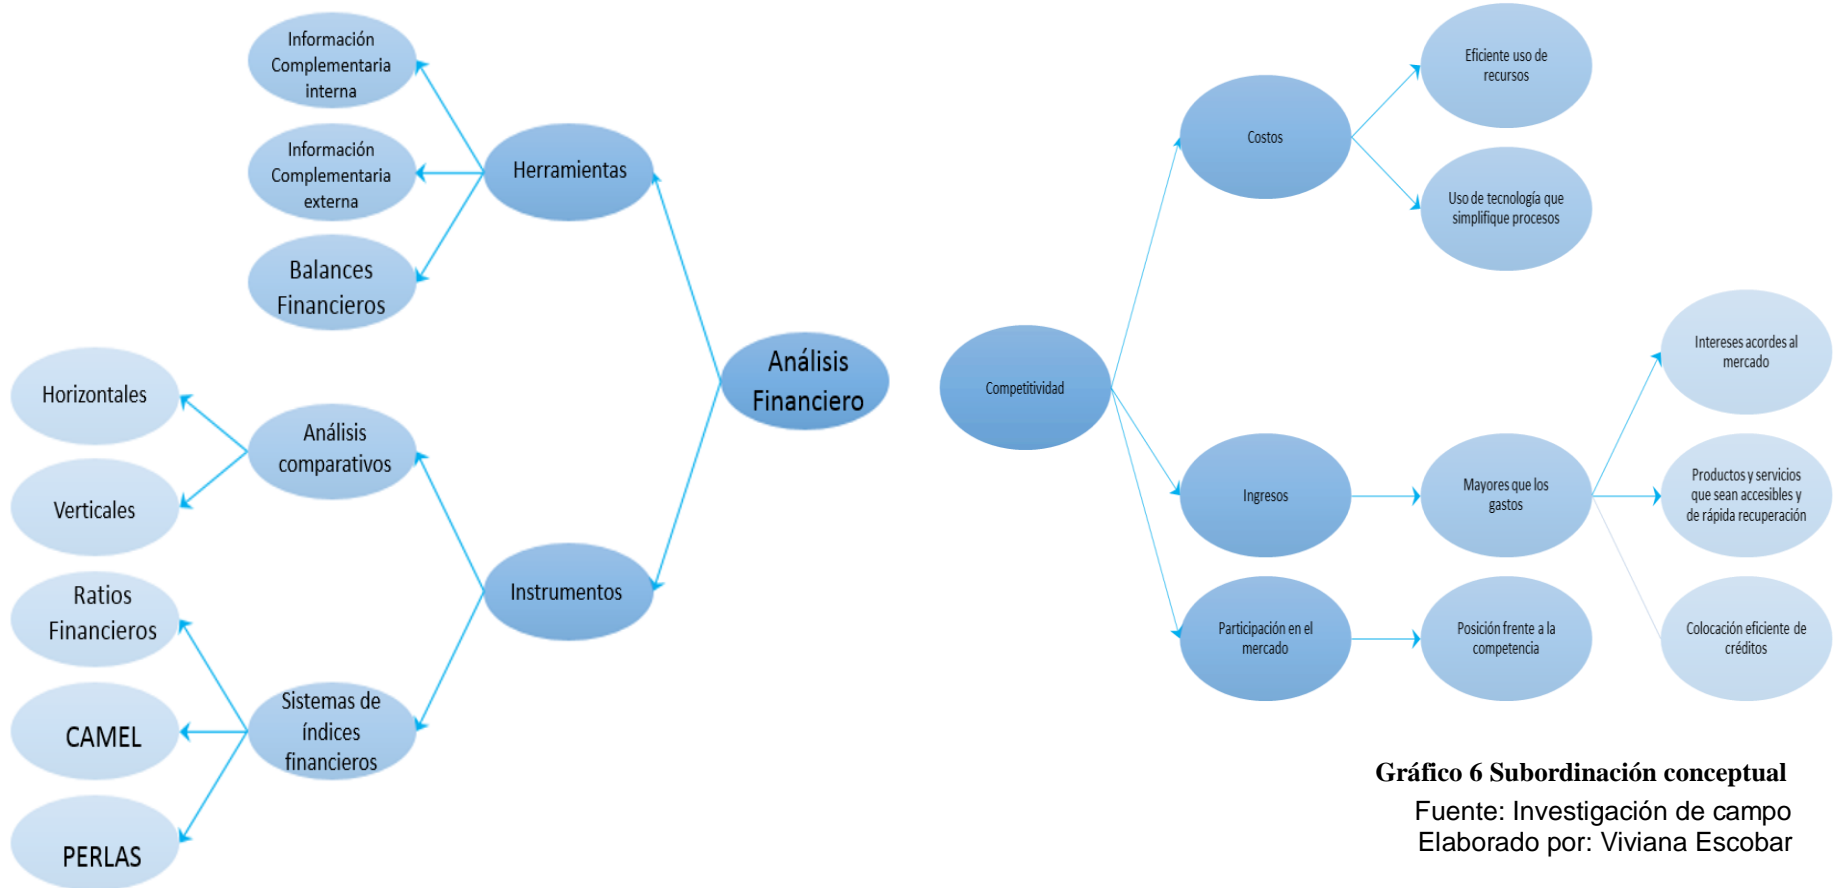 Información
Complementaria
interna
Información
Complementaria
externa
Balances
Financieros
Herramientas
Horizontales
Verticales
Análisis
comparativos
Ratios
Financieros
CAMEL
PERLAS
Sistemas de
índices
financieros
Instrumentos
Análisis
Financiero
Competitividad
Costos
Eficiente uso de
recursos
Uso de tecnología que
simplifique procesos
Ingresos
Mayores que los
gastos
Intereses acordes al
mercado
Productos y servicios
que sean accesibles y
de rápida recuperación
Colocación eficiente de
créditos
Participación en el
mercado
Posición frente a la
competencia
Gráfico 6 Subordinación conceptual
Fuente: Investigación de campo
Elaborado por: Viviana Escobar